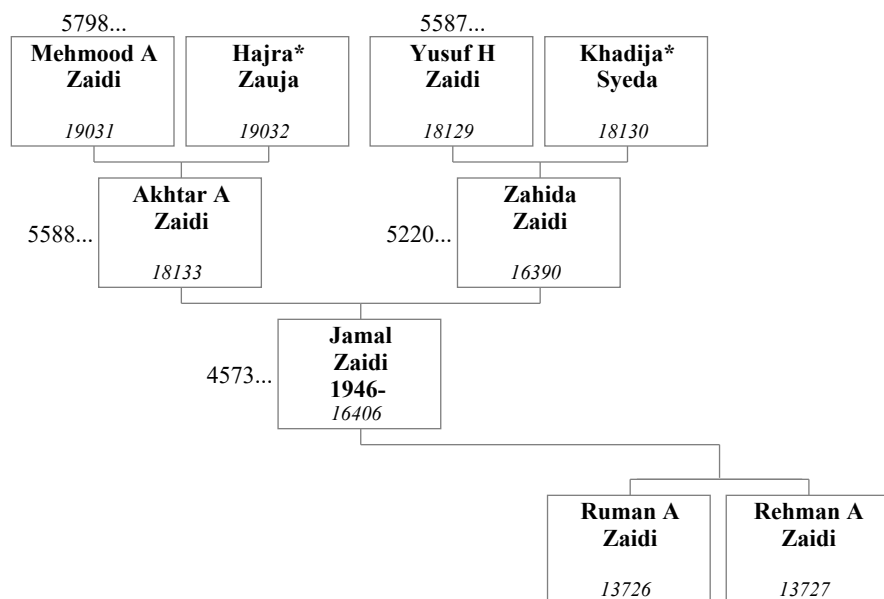 5798...
Mehmood A
Zaidi
19031
Hajra*
Zauja
19032
5587...
Yusuf H
Zaidi
18129
Khadija*
Syeda
18130
5588...
Akhtar A
Zaidi
18133
5220...
Zahida
Zaidi
16390
4573...
Jamal
Zaidi
1946-
16406
Ruman A
Zaidi
13726
Rehman A
Zaidi
13727